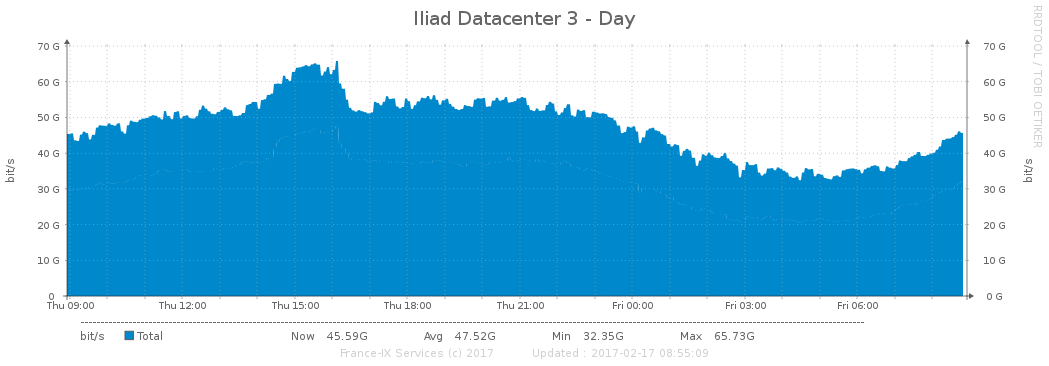 Iliad Datacenter 3 - Day
RRDTOOL / TOBI OETIKER
bit/s
70 G 70 G
60 G 60 G
50 G 50 G
40 G 40 G
30 G 30 G
20 G 20 G
10 G 10 G
0 0 G
bit/s
Thu 09:00 Thu 12:00 Thu 15:00 Thu 18:00 Thu 21:00 Fri 00:00 Fri 03:00 Fri 06:00
bit/s Total Now 45.59G Avg 47.52G Min 32.35G Max 65.73G
France-IX Services (c) 2017 Updated : 2017-02-17 08:55:09